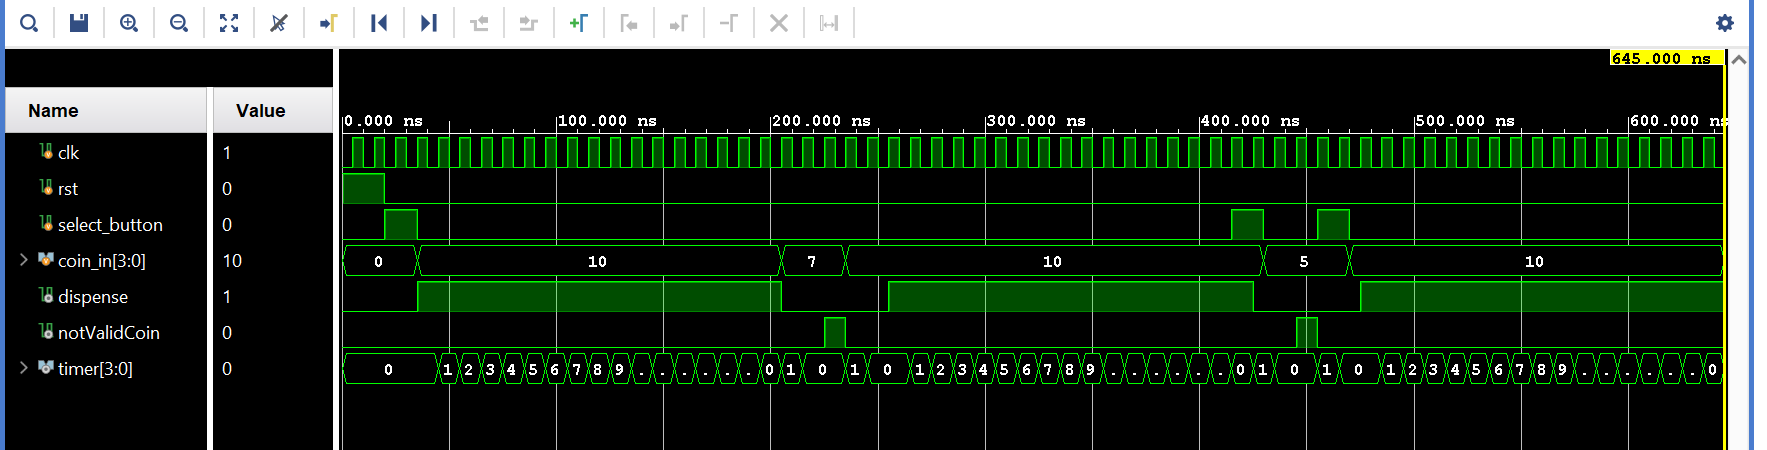 645.000 ns
Name Value
0.000 ns 100.000 ns 200.000 ns 300.000 ns 400.000 ns 500.000 ns 600.000 ns
clk 1
rst 0
select_button 0
coin_in[3:0] 10 0 10 7 10 5 10
dispense 1
notValidCoin 0
timer[3:0] 0 0 1 2 3 4 5 6 7 8 9 . . . . . . 0 1 0 1 0 1 2 3 4 5 6 7 8 9 . . . . . . 0 1 0 1 0 1 2 3 4 5 6 7 8 9 . . . . . . 0